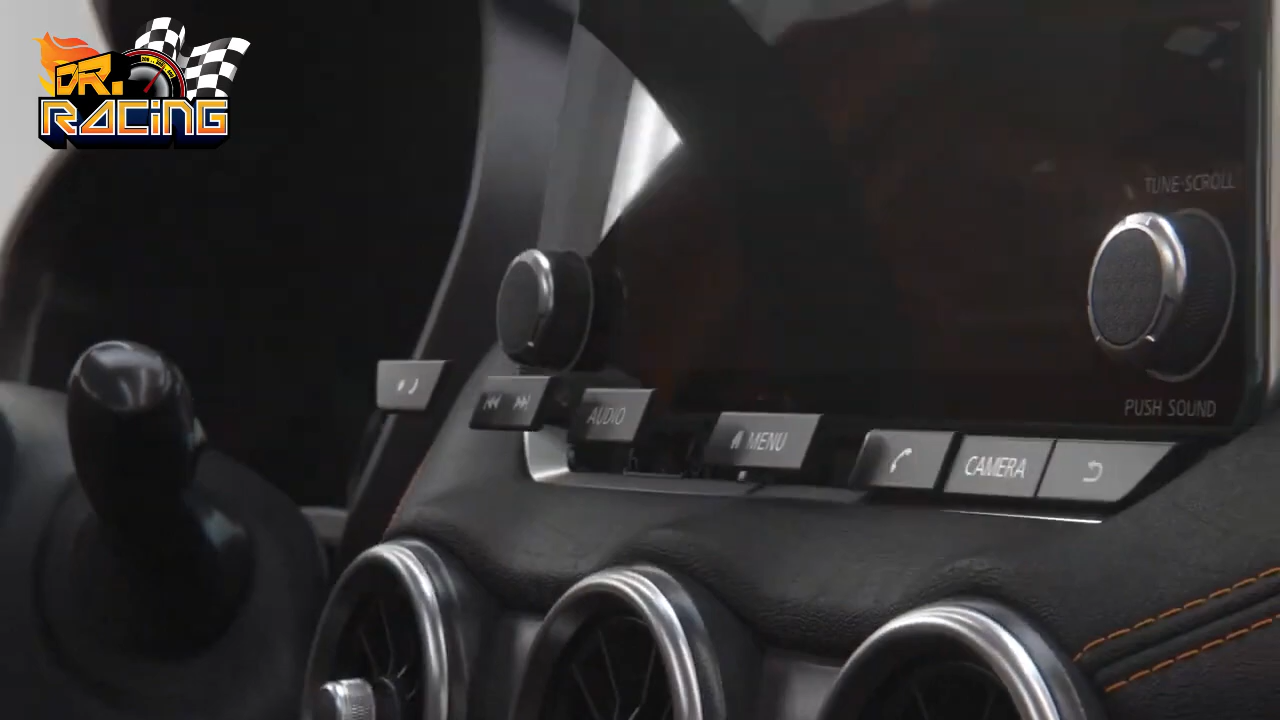 DR.
RACING
TUNE·SCROLL
PUSH SOUND
AUDIO
MENU
CAMERA